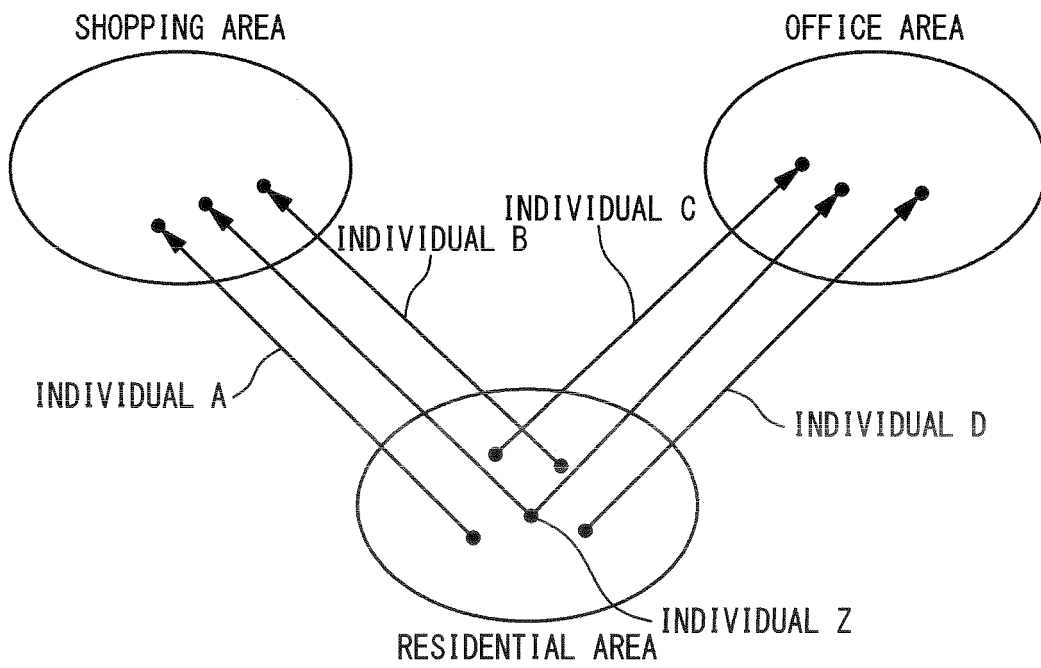 SHOPPING AREA
OFFICE AREA
INDIVIDUAL C
INDIVIDUAL B
INDIVIDUAL A
INDIVIDUAL D
INDIVIDUAL Z
RESIDENTIAL AREA